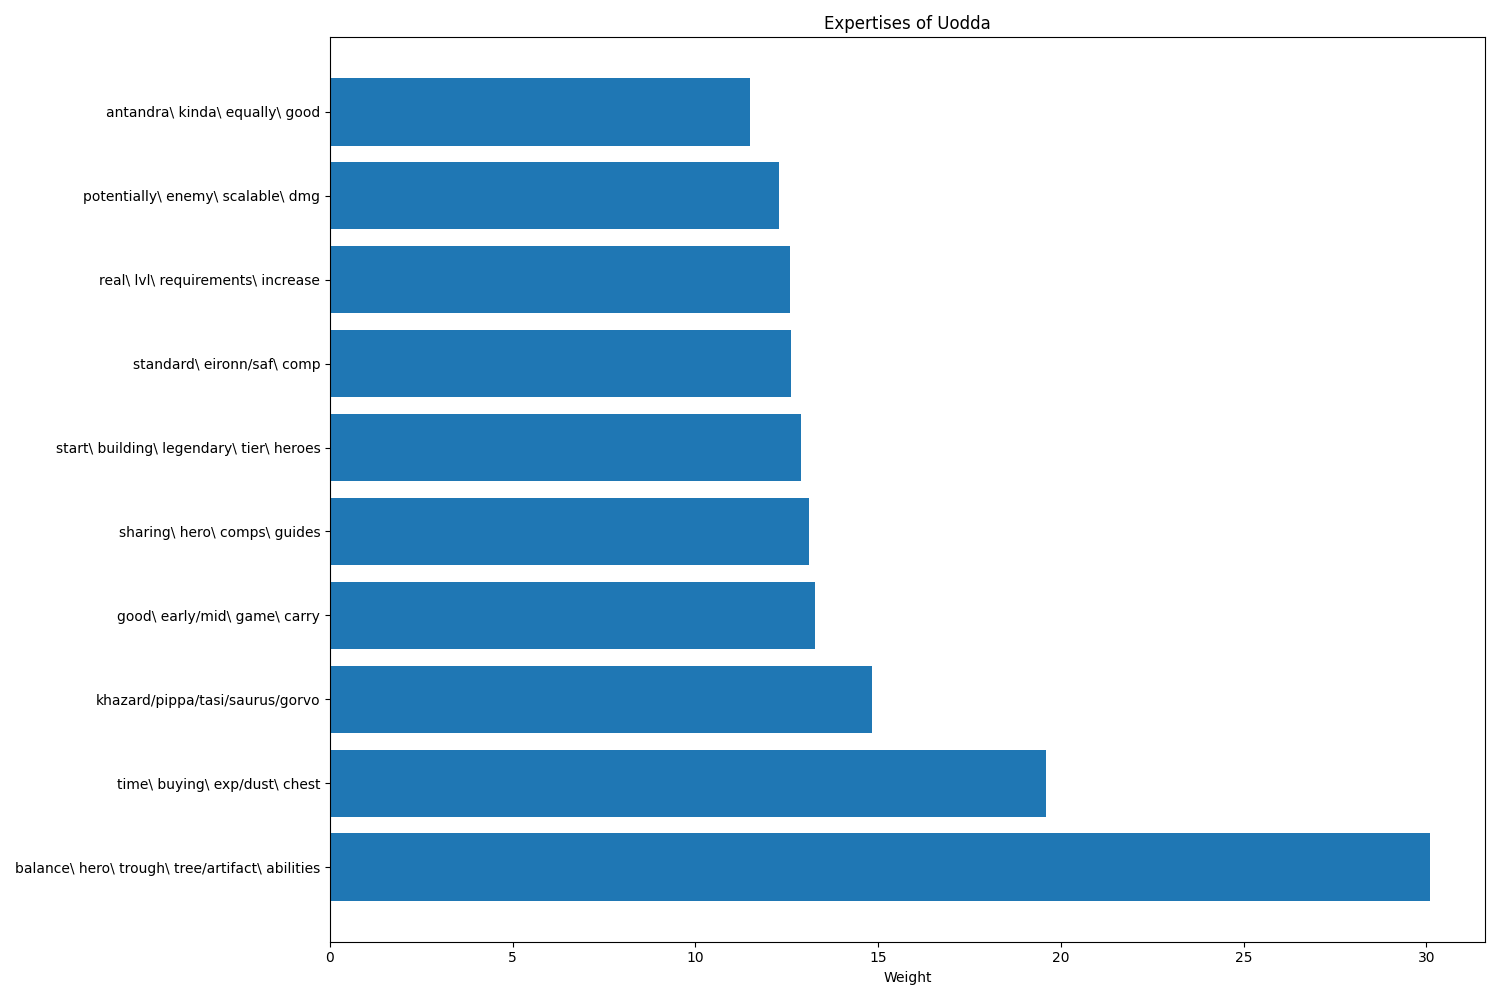 Expertises of Uodda
antandra\ kinda\ equally\ good
potentially\ enemy\ scalable\ dmg
real\ lvl\ requirements\ increase
standard\ eironn/saf\ comp
start\ building\ legendary\ tier\ heroes
sharing\ hero\ comps\ guides
good\ early/mid\ game\ carry
khazard/pippa/tasi/saurus/gorvo
time\ buying\ exp/dust\ chest
balance\ hero\ trough\ tree/artifact\ abilities
0 5 10 15 20 25 30
Weight